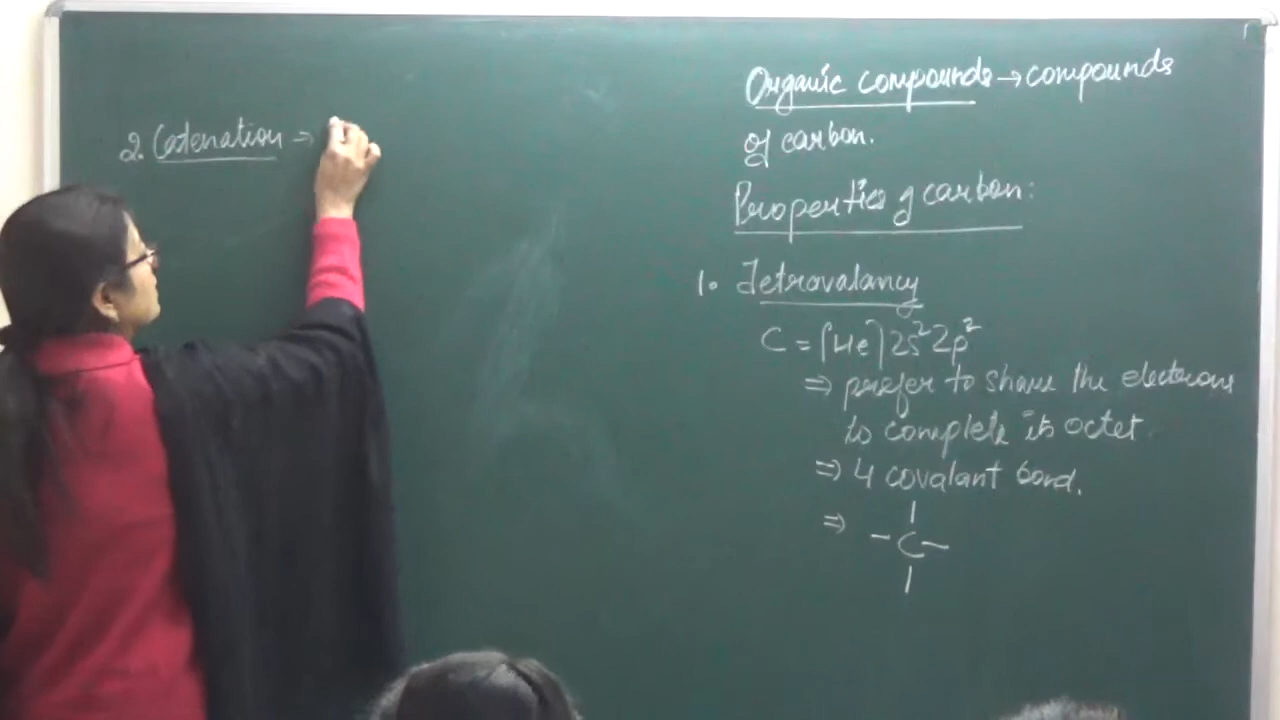 Organic compounds → compounds
of carbon.
Properties of carbon:
1. Tetravalancy
C = [He] 2s² 2p²
⇒ prefer to share the electrons
to complete its octet.
⇒ 4 covalant bond.
⇒ -C-
2. Catenation →